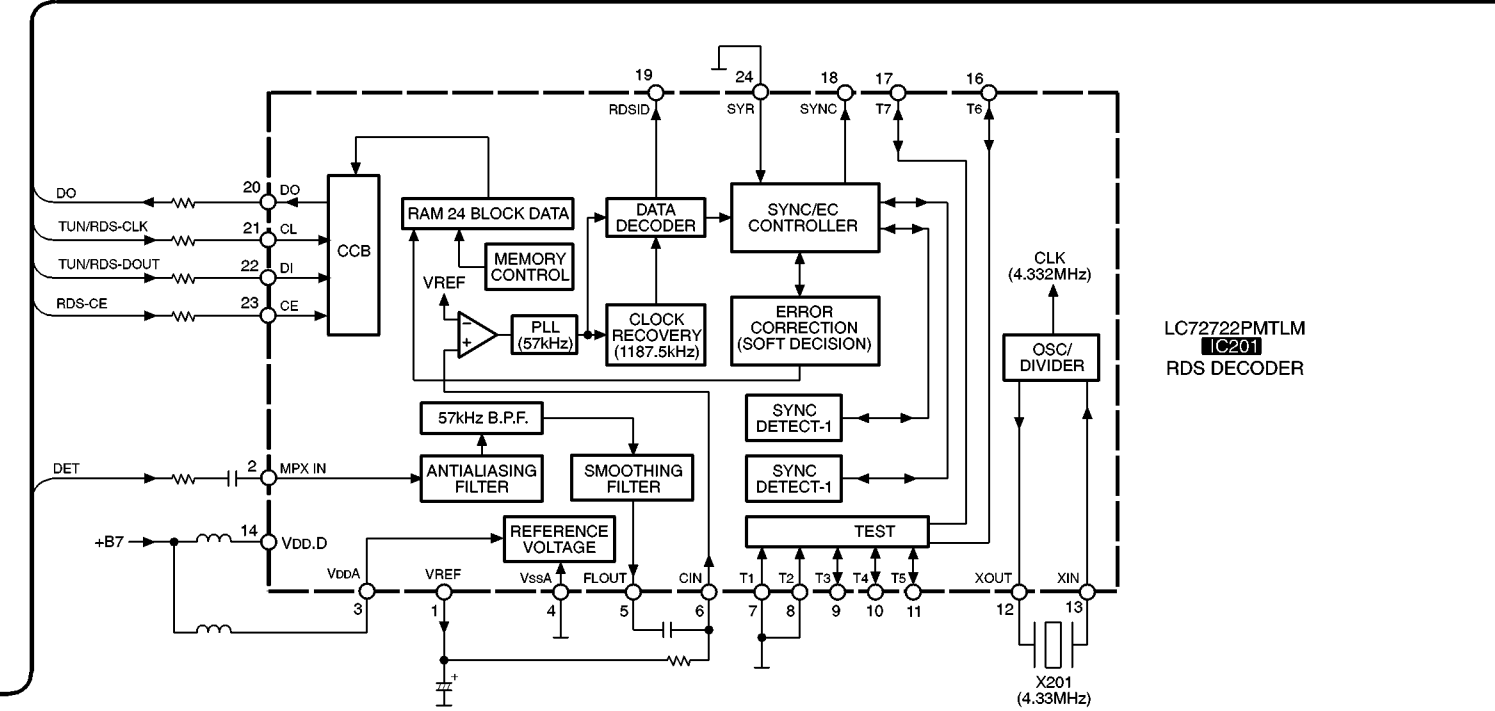 19
24
18
17
16
RDSID
SYR
SYNC
T7
T6
DO
20
DO
TUN/RDS-CLK
21
CL
TUN/RDS-DOUT
22
DI
RDS-CE
23
CE
CCB
RAM 24 BLOCK DATA
MEMORY
CONTROL
DATA
DECODER
SYNC/EC
CONTROLLER
VREF
−
+
PLL
(57kHz)
CLOCK
RECOVERY
(1187.5kHz)
ERROR
CORRECTION
(SOFT DECISION)
CLK
(4.332MHz)
OSC/
DIVIDER
LC72722PMTLM
IC201
RDS DECODER
57kHz B.P.F.
SYNC
DETECT-1
DET
2
MPX IN
ANTIALIASING
FILTER
SMOOTHING
FILTER
SYNC
DETECT-1
+B7
14
VDD.D
REFERENCE
VOLTAGE
TEST
VDDA
VREF
VSSA
FLOUT
CIN
T1
T2
T3
T4
T5
XOUT
XIN
3
1
4
5
6
7
8
9
10
11
12
13
+
X201
(4.33MHz)